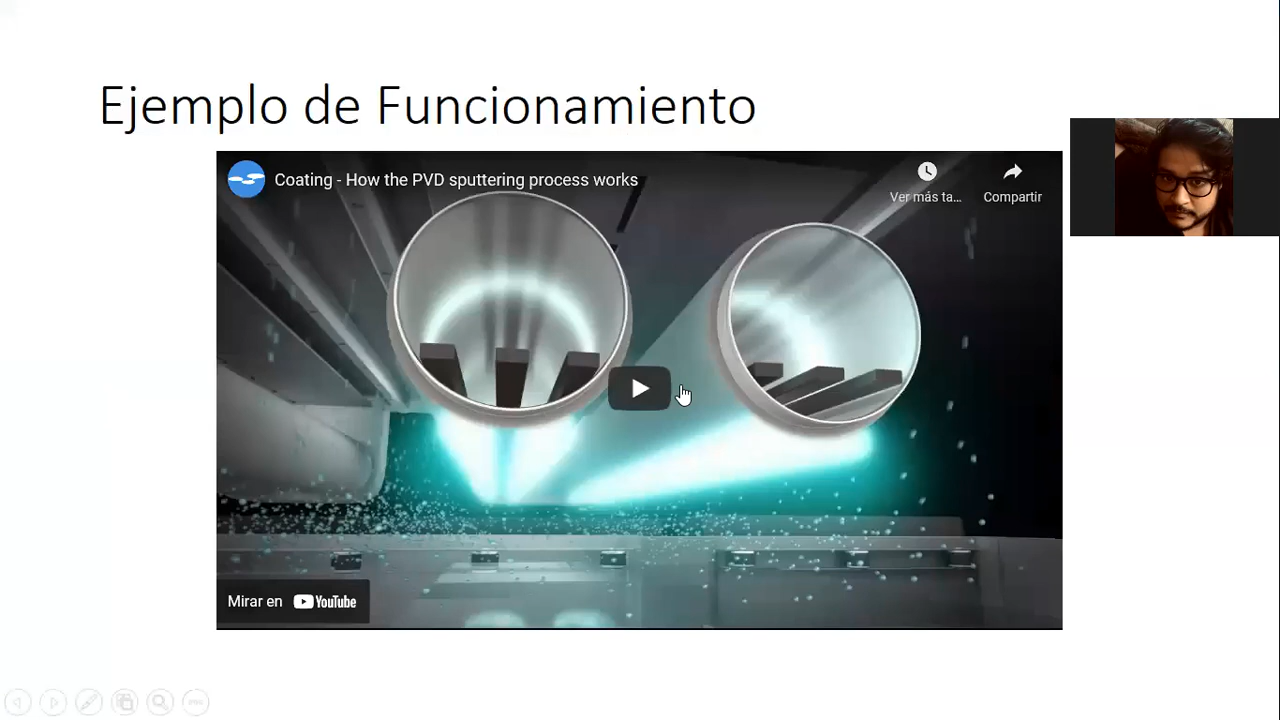 Ejemplo de Funcionamiento
Coating - How the PVD sputtering process works
Ver más ta...
Compartir
Mirar en YouTube